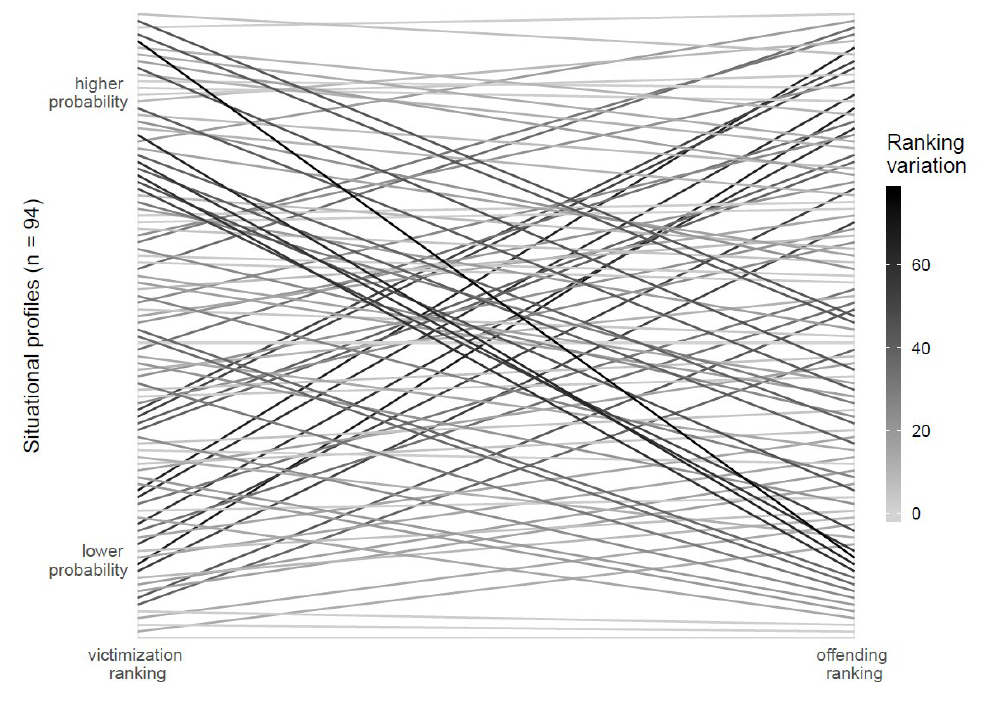 higher
probability
Situational profiles (n = 94)
lower
probability
victimization
ranking
offending
ranking
Ranking
variation
60
40
20
0